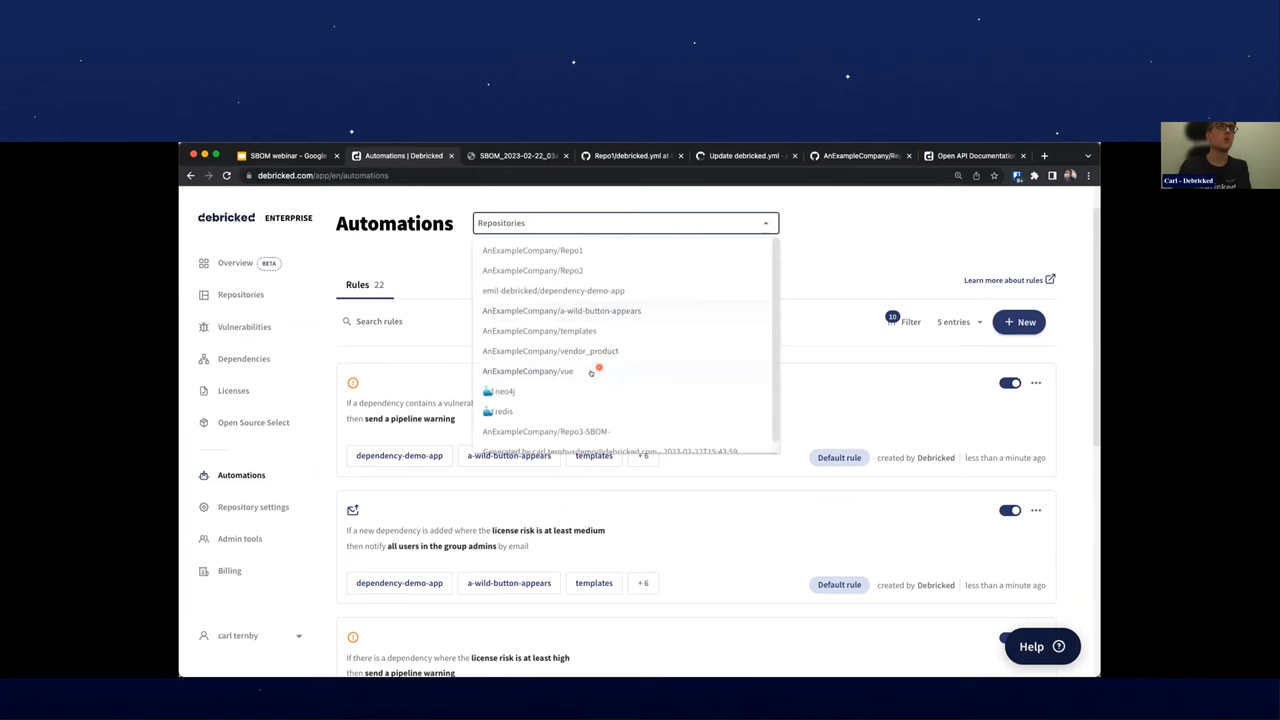 SBOM webinar - Google
Automations | Debricked
SBOM_2023-02-22_03
Repo1/debricked.yml at
Update debricked.yml · A
AnExampleCompany/Re
Open API Documentation
debricked.com/app/en/automations
Carl - Debricked
debricked ENTERPRISE
Automations
Repositories
Overview BETA
Repositories
Vulnerabilities
Dependencies
Licenses
Open Source Select
Automations
Repository settings
Admin tools
Billing
carl ternby
AnExampleCompany/Repo1
AnExampleCompany/Repo2
emil-debricked/dependency-demo-app
AnExampleCompany/a-wild-button-appears
AnExampleCompany/templates
AnExampleCompany/vendor_product
AnExampleCompany/vue
neo4j
redis
AnExampleCompany/Repo3-SBOM-
Rules 22
Learn more about rules
Search rules
10
Filter
5 entries
+ New
If a dependency contains a vulnera
then send a pipeline warning
dependency-demo-app
a-wild-button-appears
templates
+ 6
Default rule
created by Debricked
less than a minute ago
If a new dependency is added where the license risk is at least medium
then notify all users in the group admins by email
dependency-demo-app
a-wild-button-appears
templates
+ 6
Default rule
created by Debricked
less than a minute ago
If there is a dependency where the license risk is at least high
then send a pipeline warning
Help ?